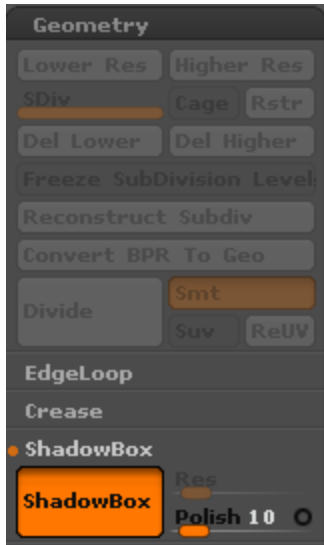 Geometry
Lower Res Higher Res
SDiv Cage Rstr
Del Lower Del Higher
Freeze SubDivision Levels
Reconstruct Subdiv
Convert BPR To Geo
Divide Smt
Suv ReUV
EdgeLoop
Crease
ShadowBox
ShadowBox Res
Polish 10